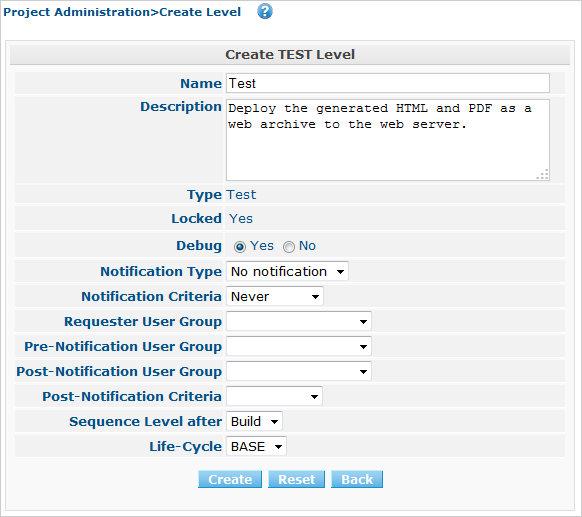 Project Administration>Create Level ?
Create TEST Level
Name Test
Description Deploy the generated HTML and PDF as a
web archive to the web server.
Type Test
Locked Yes
Debug Yes No
Notification Type No notification
Notification Criteria Never
Requester User Group
Pre-Notification User Group
Post-Notification User Group
Post-Notification Criteria
Sequence Level after Build
Life-Cycle BASE
Create Reset Back